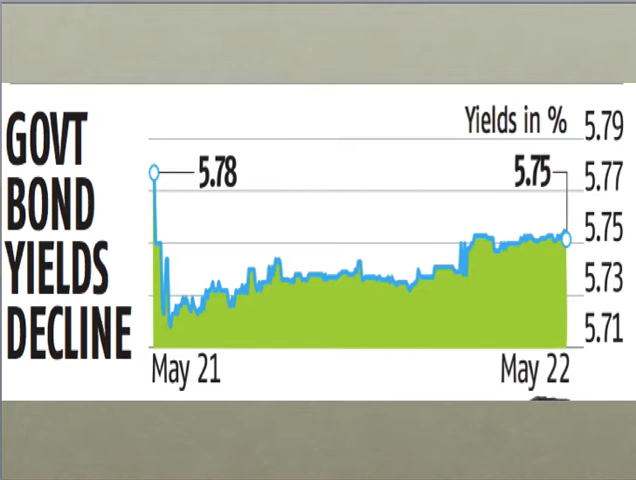 GOVT
BOND
YIELDS
DECLINE
Yields in %
5.79
5.78
5.75
5.77
5.75
5.73
5.71
May 21
May 22